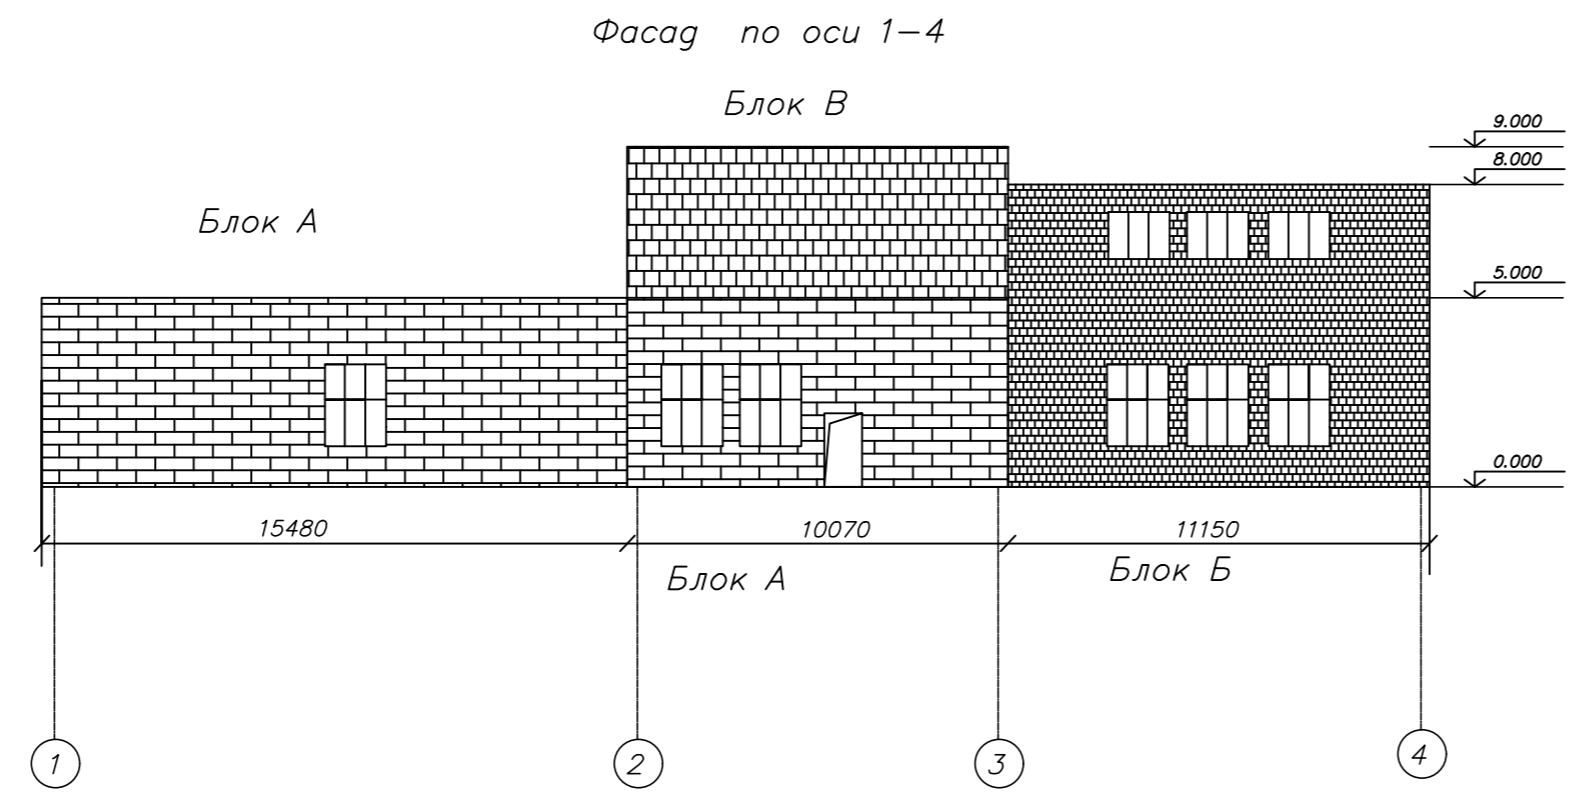 Фасад по оси 1-4
Блок В
9.000
8.000
Блок А
5.000
0.000
15480
10070
11150
Блок А
Блок Б
1
2
3
4